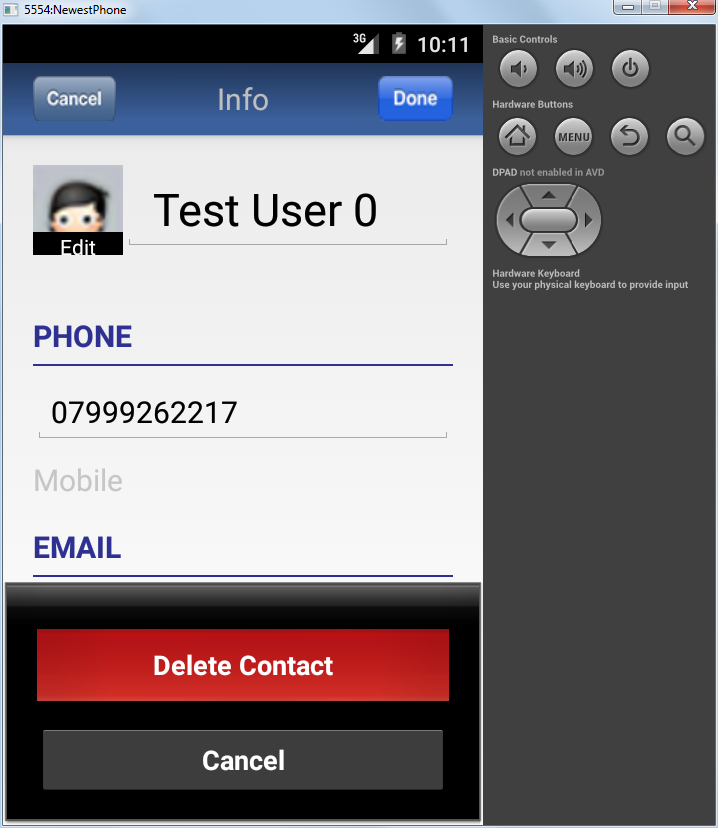 5554:NewestPhone
3G 10:11
Cancel Info Done
Edit
Test User 0
PHONE
07999262217
Mobile
EMAIL
Delete Contact
Cancel
Basic Controls
Hardware Buttons
MENU
DPAD not enabled in AVD
Hardware Keyboard
Use your physical keyboard to provide input